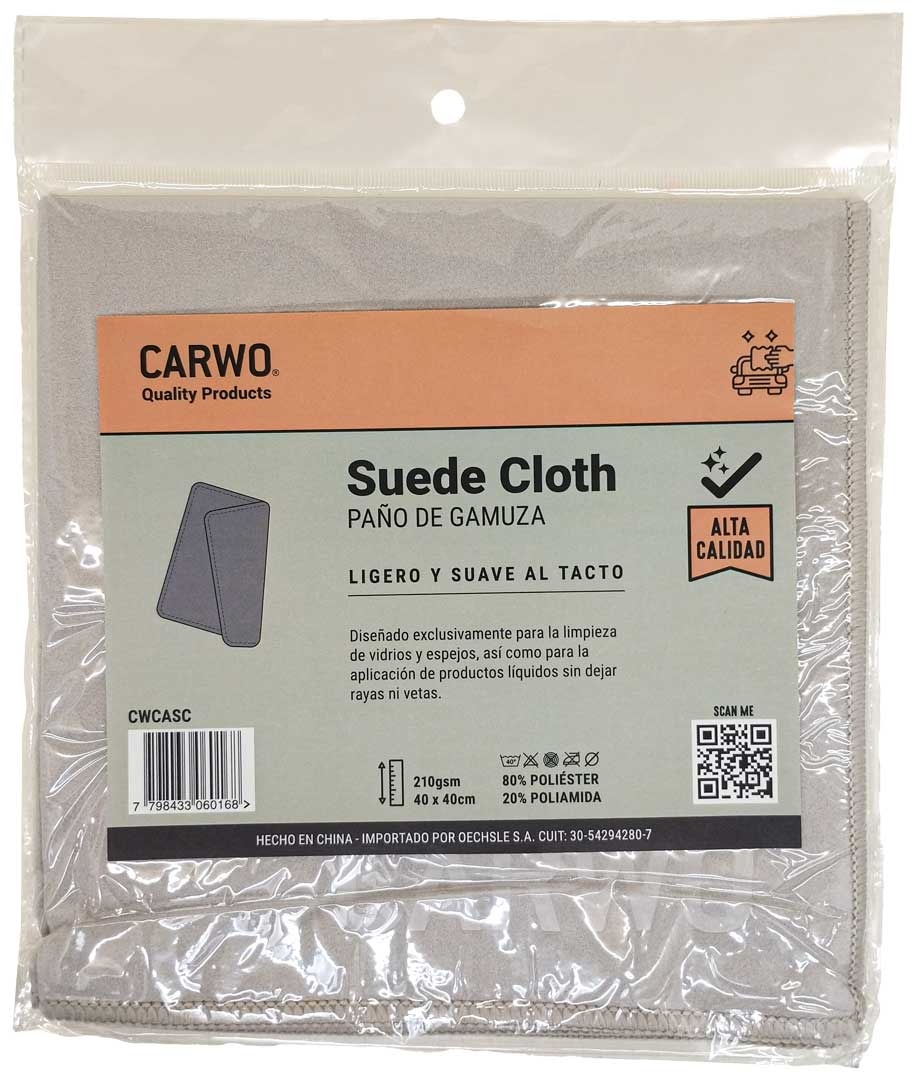 CARWO®
Quality Products
Suede Cloth
PAÑO DE GAMUZA
ALTA
CALIDAD
LIGERO Y SUAVE AL TACTO
Diseñado exclusivamente para la limpieza
de vidrios y espejos, así como para la
aplicación de productos líquidos sin dejar
rayas ni vetas.
CWCASC
7 798433 060168 >
210gsm
40 x 40cm
40°
80% POLIÉSTER
20% POLIAMIDA
SCAN ME
HECHO EN CHINA - IMPORTADO POR OECHSLE S.A. CUIT: 30-54294280-7
CARWO